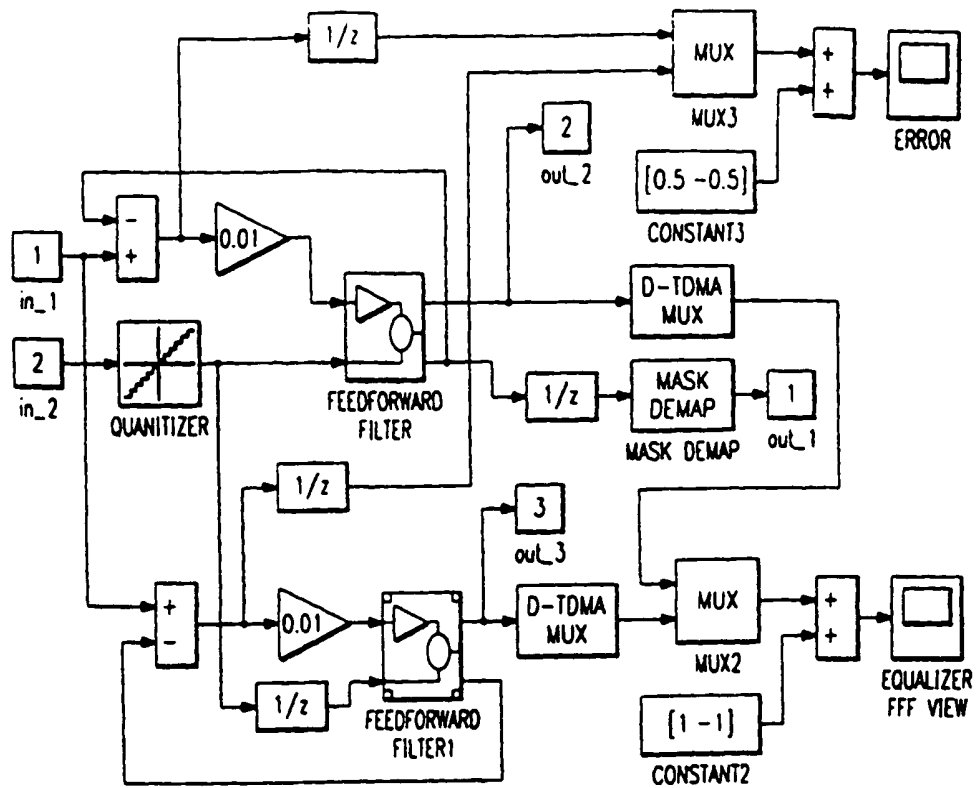 1/z
MUX
MUX3
+
+
ERROR
2
out_2
[0.5 -0.5]
CONSTANT3
-
+
0.01
1
in_1
D-TDMA
MUX
2
in_2
QUANITIZER
FEEDFORWARD
FILTER
1/z
MASK
DEMAP
MASK DEMAP
1
out_1
1/z
3
out_3
+
-
0.01
D-TDMA
MUX
MUX
MUX2
+
+
EQUALIZER
FFF VIEW
1/z
FEEDFORWARD
FILTER1
[1 -1]
CONSTANT2